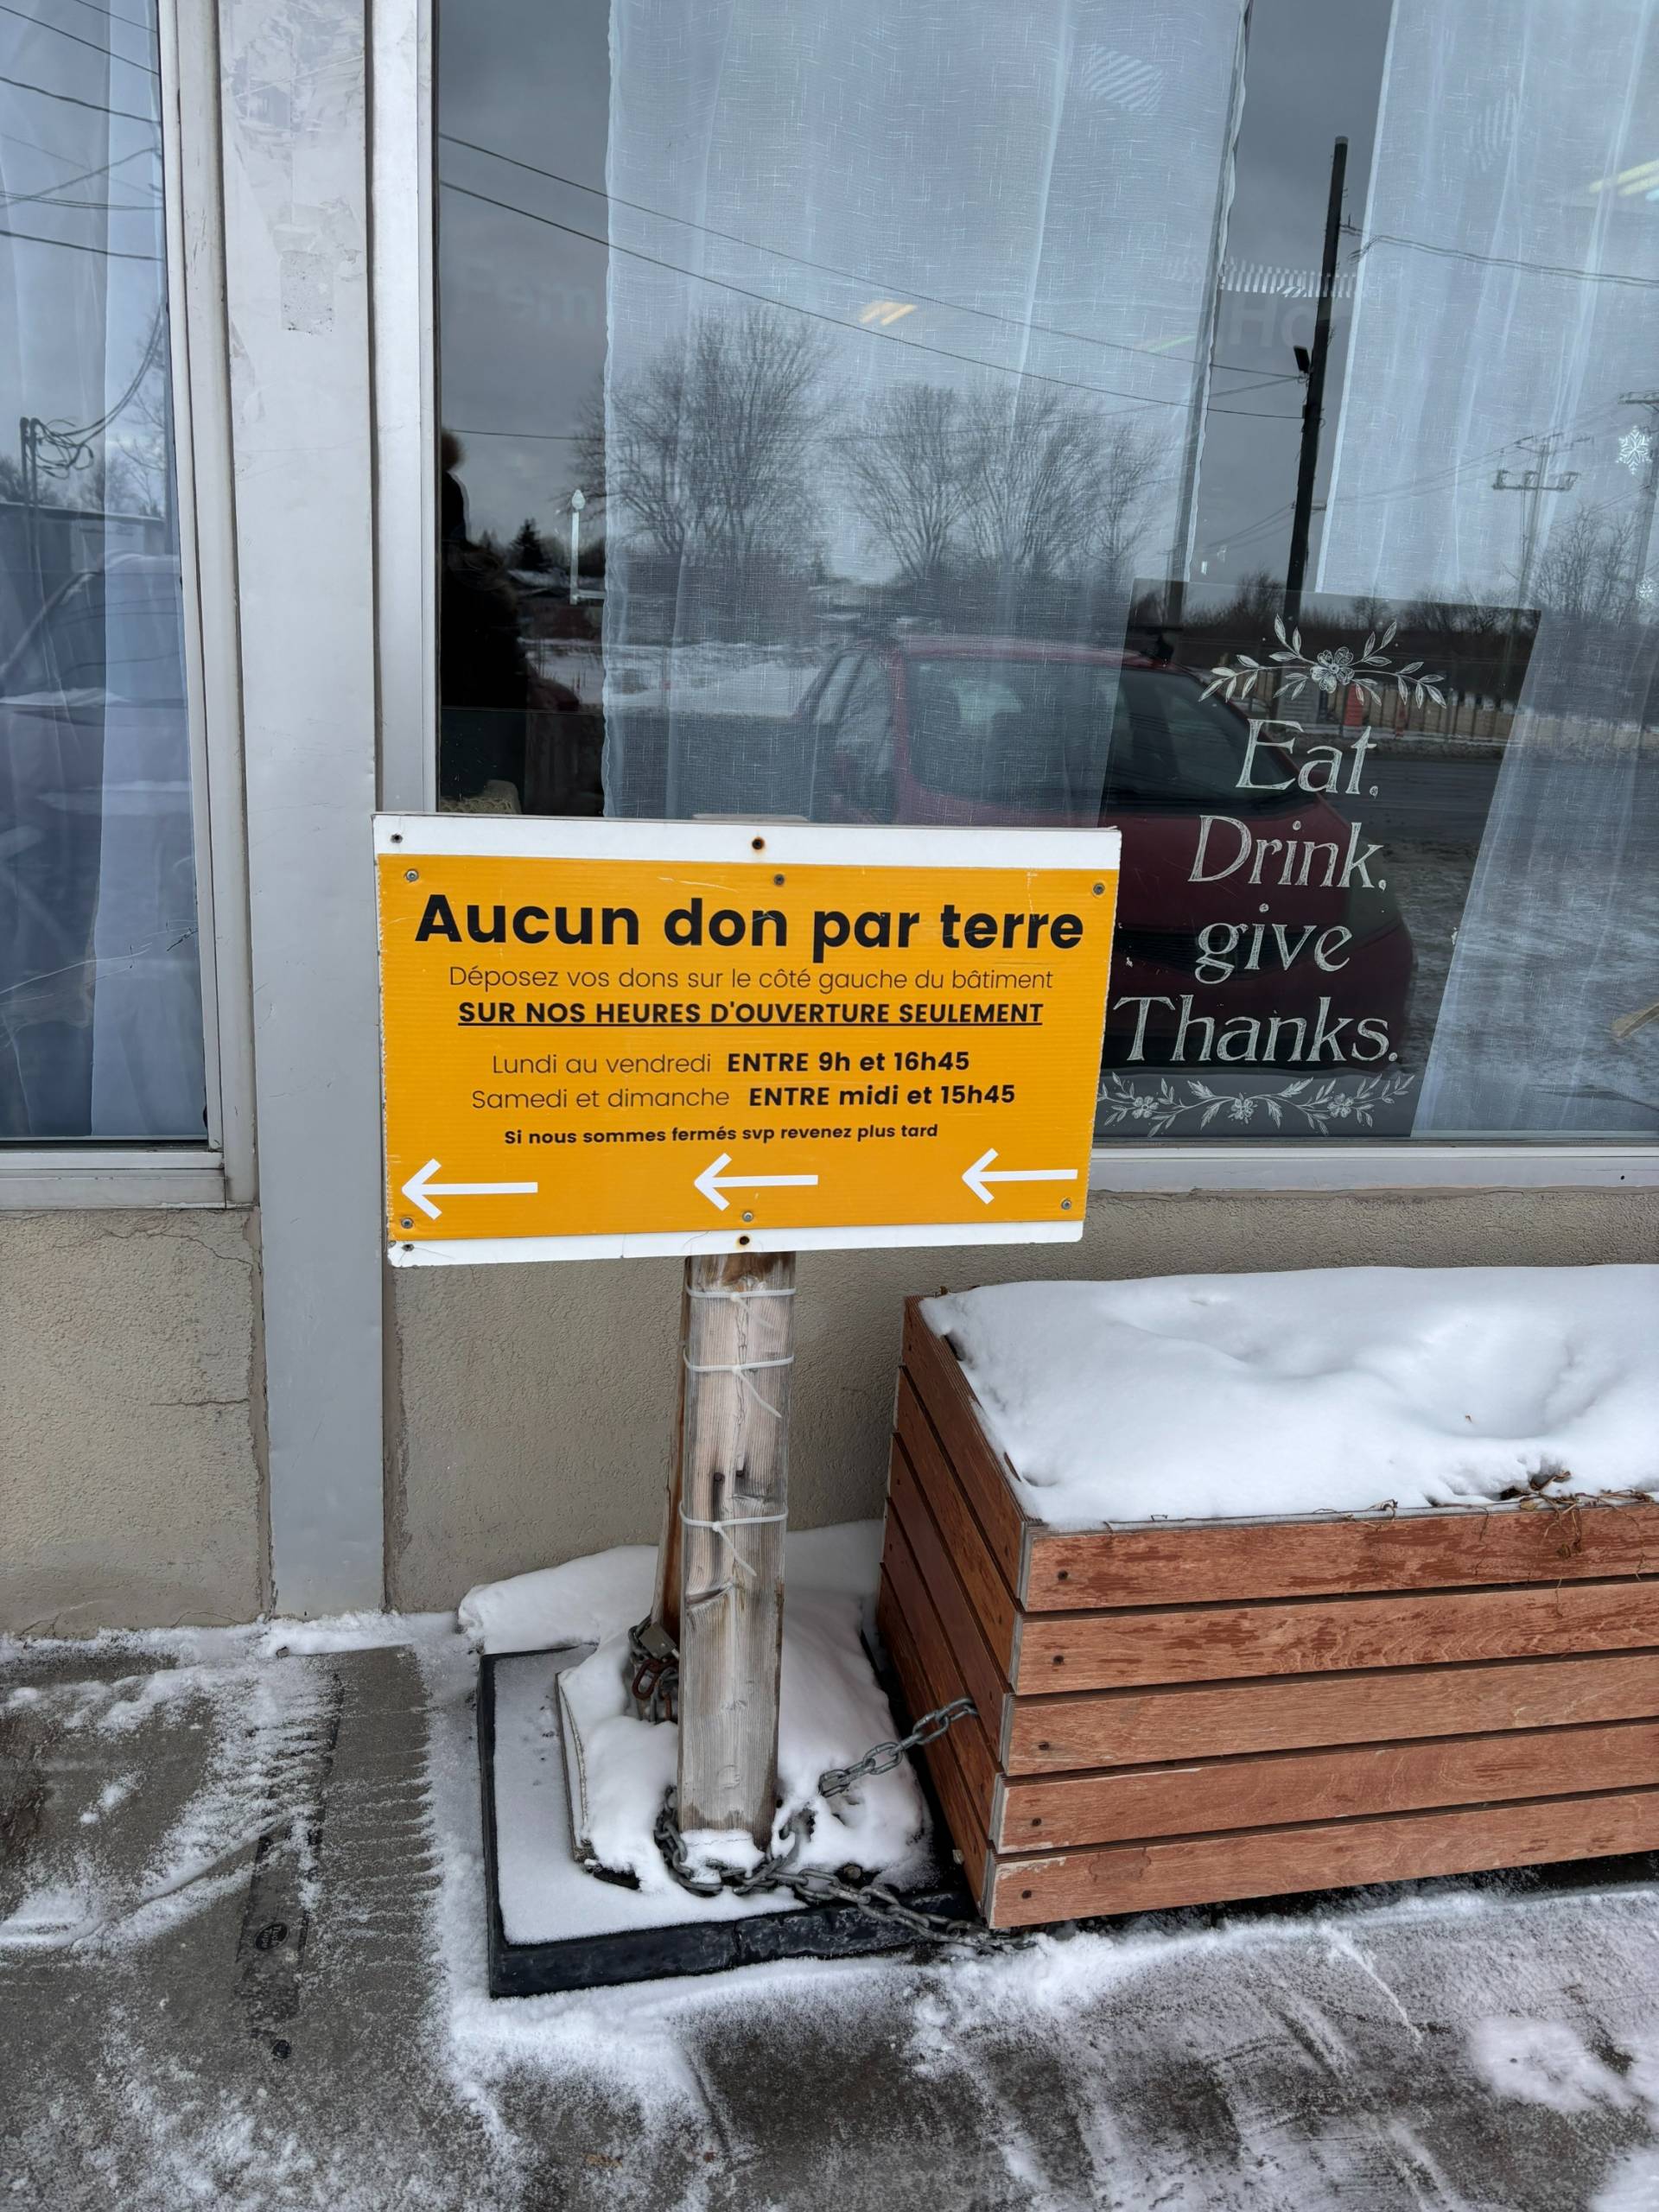 Aucun don par terre
Déposez vos dons sur le côté gauche du bâtiment
SUR NOS HEURES D'OUVERTURE SEULEMENT
Lundi au vendredi ENTRE 9h et 16h45
Samedi et dimanche ENTRE midi et 15h45
Si nous sommes fermés svp revenez plus tard
Eat.
Drink.
give
Thanks.